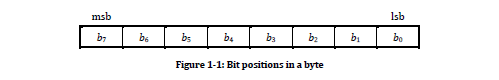 msb lsb
b7 b6 b5 b4 b3 b2 b1 b0
Figure 1-1: Bit positions in a byte